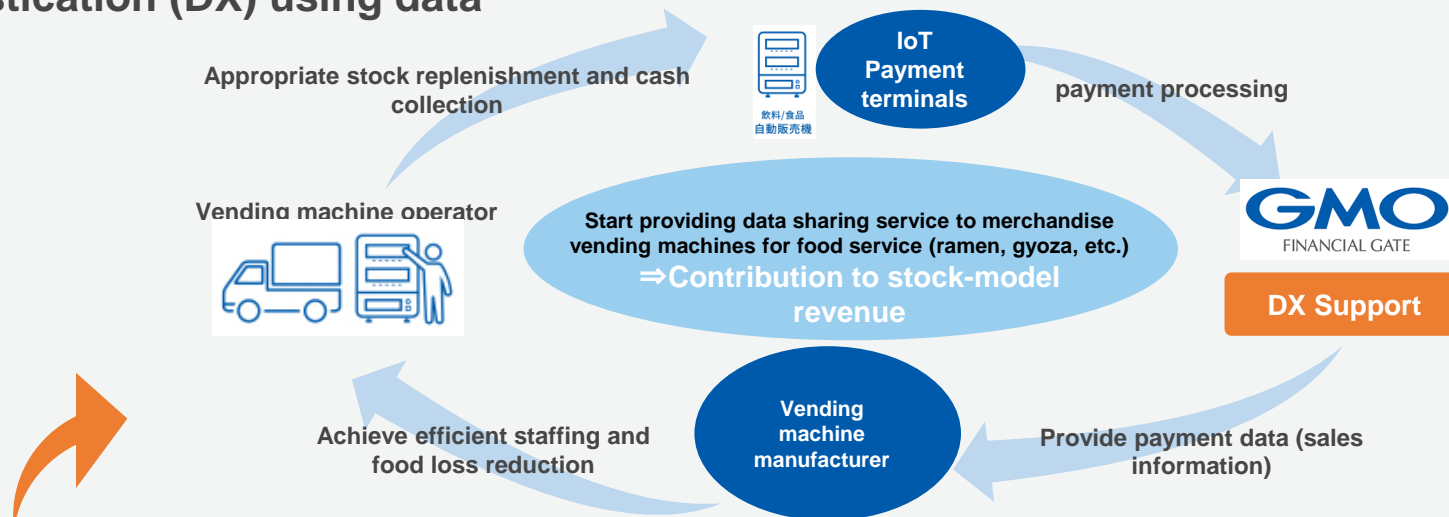 (DX) using data
IoT
Payment
terminals
飲料/食品
自動販売機
Appropriate stock replenishment and cash
collection
payment processing
Vending machine operator
Start providing data sharing service to merchandise
vending machines for food service (ramen, gyoza, etc.)
⇒Contribution to stock-model
revenue
GMO
FINANCIAL GATE
DX Support
Achieve efficient staffing and
food loss reduction
Vending
machine
manufacturer
Provide payment data (sales
information)